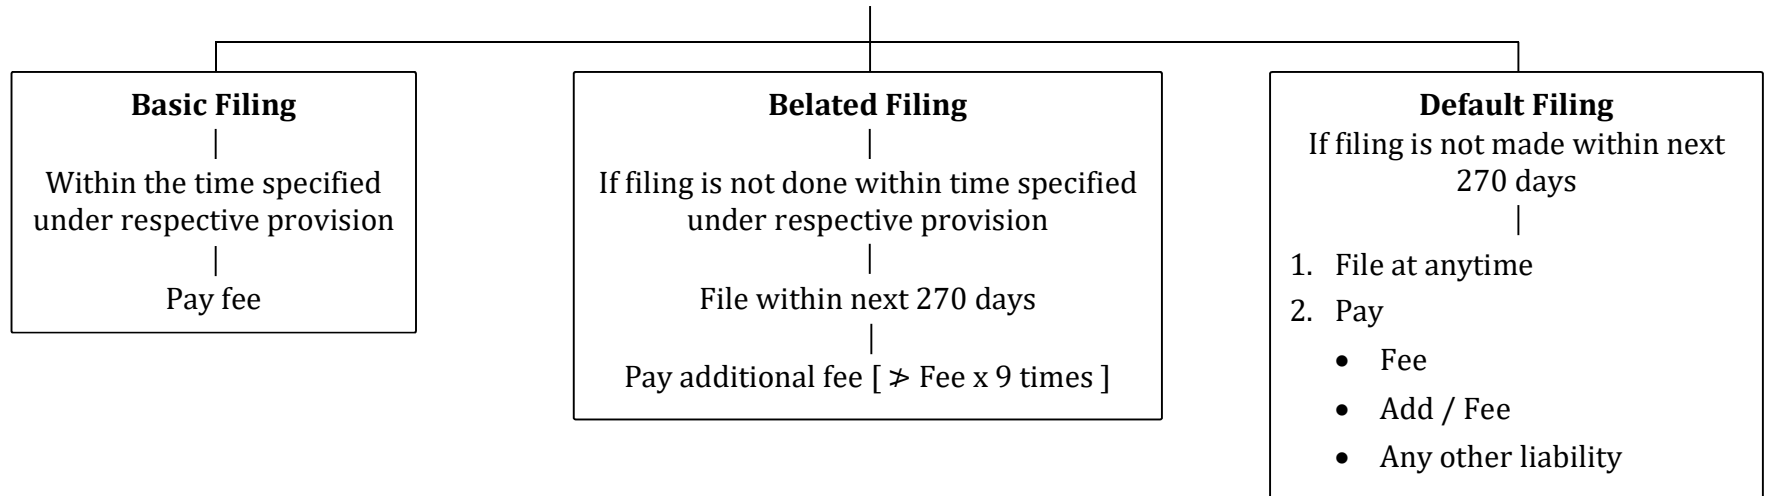 Basic Filing
Within the time specified
under respective provision
Pay fee
Belated Filing
If filing is not done within time specified
under respective provision
File within next 270 days
Pay additional fee [ ≯ Fee x 9 times ]
Default Filing
If filing is not made within next
270 days
1. File at anytime
2. Pay
• Fee
• Add / Fee
• Any other liability